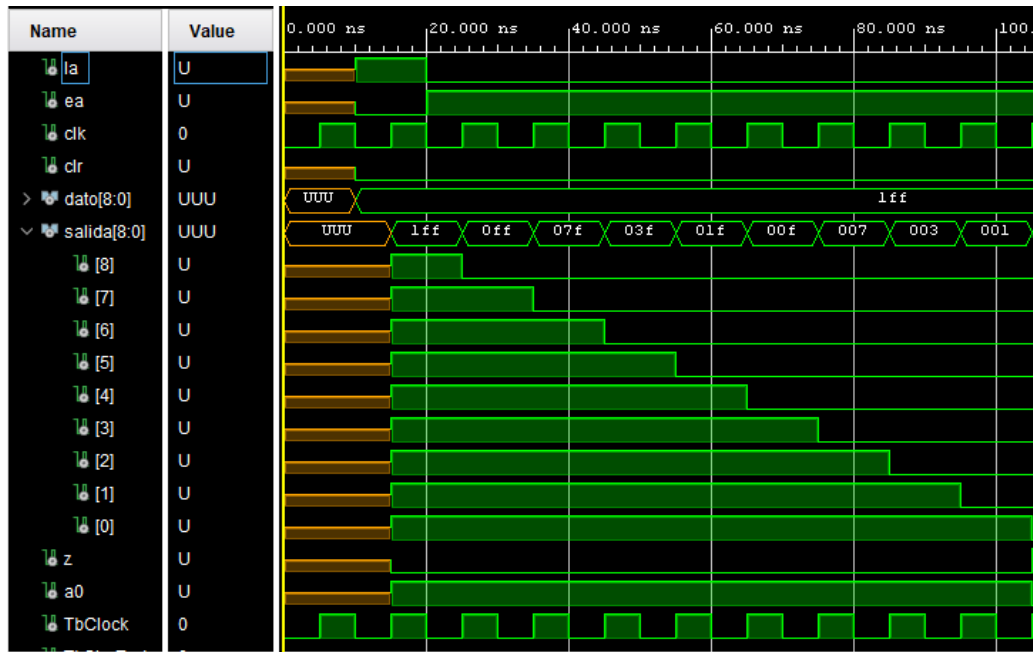 Name Value 0.000 ns 20.000 ns 40.000 ns 60.000 ns 80.000 ns 100.
la U
ea U
clk 0
clr U
dato[8:0] UUU UUU 1ff
salida[8:0] UUU UUU 1ff 0ff 07f 03f 01f 00f 007 003 001
[8] U
[7] U
[6] U
[5] U
[4] U
[3] U
[2] U
[1] U
[0] U
z U
a0 U
TbClock 0